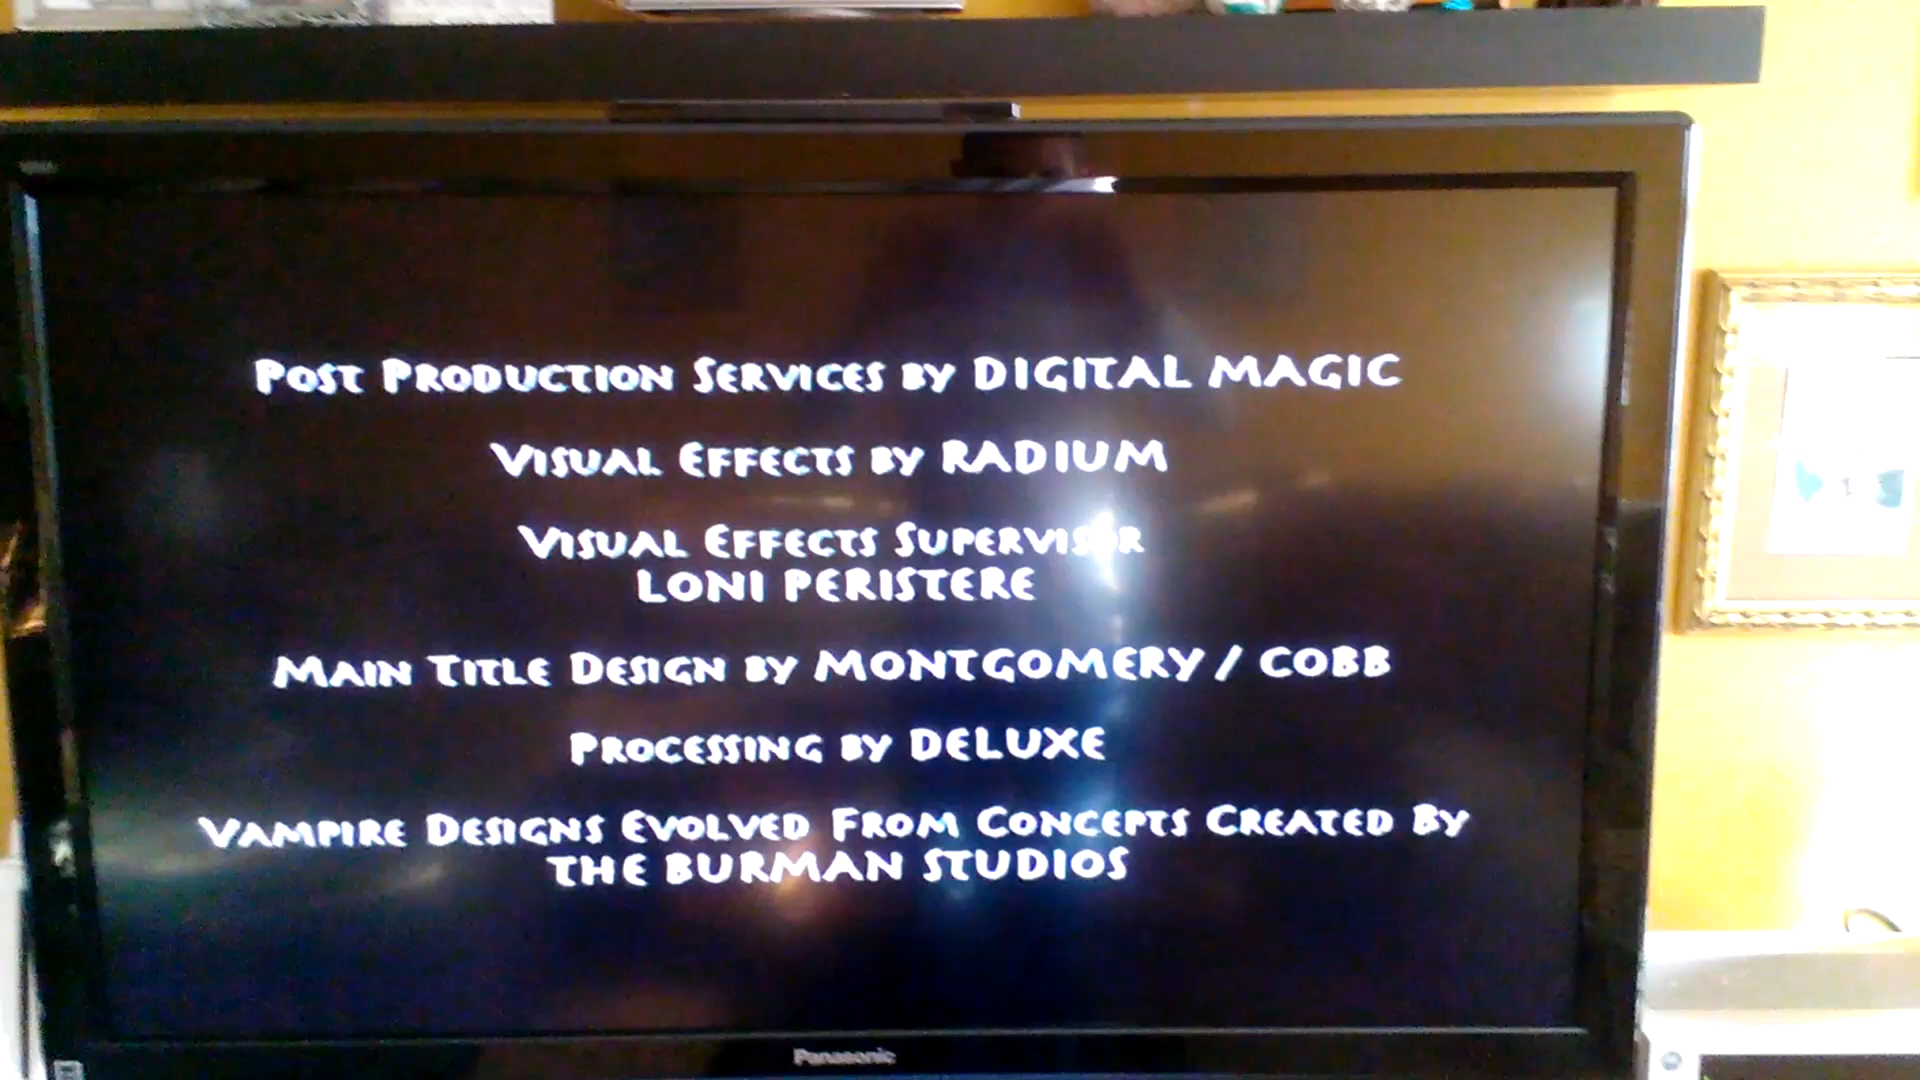 Post Production Services by DIGITAL MAGIC
Visual Effects by RADIUM
Visual Effects Supervisor
LONI PERISTERE
Main Title Design by MONTGOMERY / COBB
Processing by DELUXE
Vampire Designs Evolved From Concepts Created By
THE BURMAN STUDIOS
Panasonic